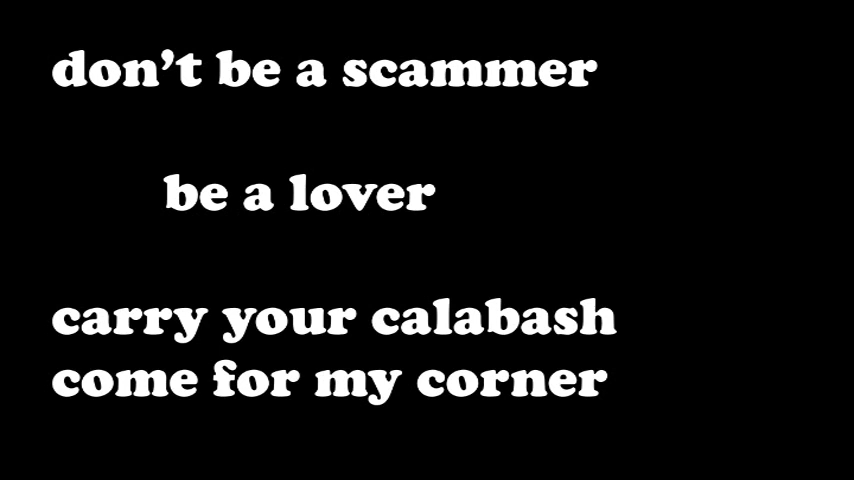 don’t be a scammer
be a lover
carry your calabash
come for my corner